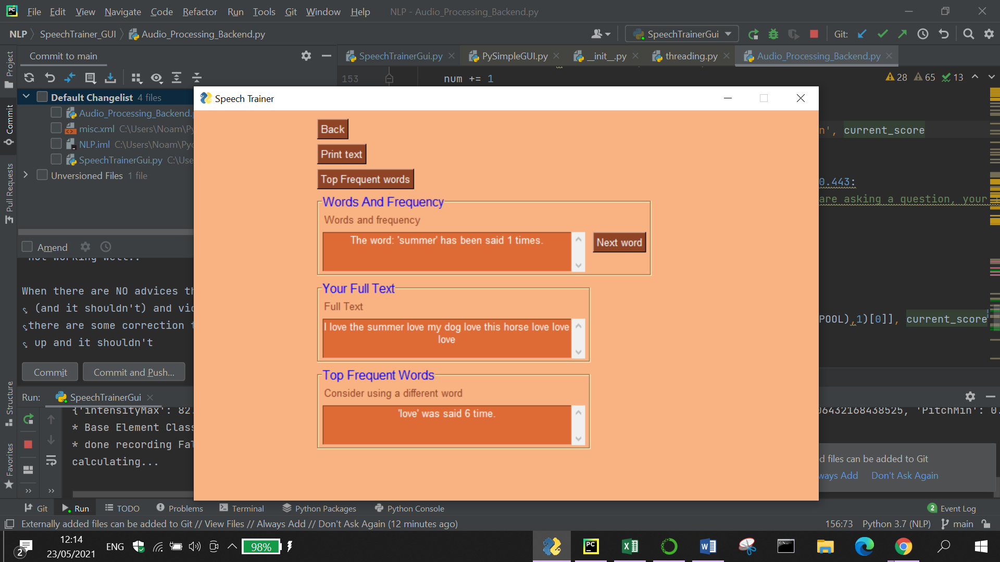 File Edit View Navigate Code Refactor Run Tools Git Window Help NLP - Audio_Processing_Backend.py
NLP SpeechTrainer_GUI Audio_Processing_Backend.py SpeechTrainerGui Git:
Project
Commit
Pull Requests
Structure
Favorites
Commit to main
SpeechTrainerGui.py PySimpleGUI.py __init__.py threading.py Audio_Processing_Backend.py
153 num += 1 28 65 13
Default Changelist 4 files
Audio_Processing_Backend.
misc.xml C:\Users\Noam\Py
NLP.iml C:\Users\Noam\Pyc
SpeechTrainerGui.py C:\Use
Unversioned Files 1 file
n', current_score
0.443:
are asking a question, your
POOL),1)[0]], current_score
Amend
not working well..
When there are NO advices th
(and it shouldn't) and vid
there are some correction t
up and it shouldn't
Commit Commit and Push...
Speech Trainer
Back
Print text
Top Frequent words
Words And Frequency
Words and frequency
The word: 'summer' has been said 1 times.
Next word
Your Full Text
Full Text
I love the summer love my dog love this horse love love
love
Top Frequent Words
Consider using a different word
'love' was said 6 time.
Run: SpeechTrainerGui
{'intensityMax': 82. 06432168438525, 'PitchMin': 0.
* Base Element Class
* done recording Fal
calculating...
d files can be added to Git
ways Add Don't Ask Again
Git Run TODO Problems Terminal Python Packages Python Console 2 Event Log
Externally added files can be added to Git // View Files // Always Add // Don't Ask Again (12 minutes ago) 156:73 Python 3.7 (NLP) main
2 12:14
23/05/2021
ENG 98%